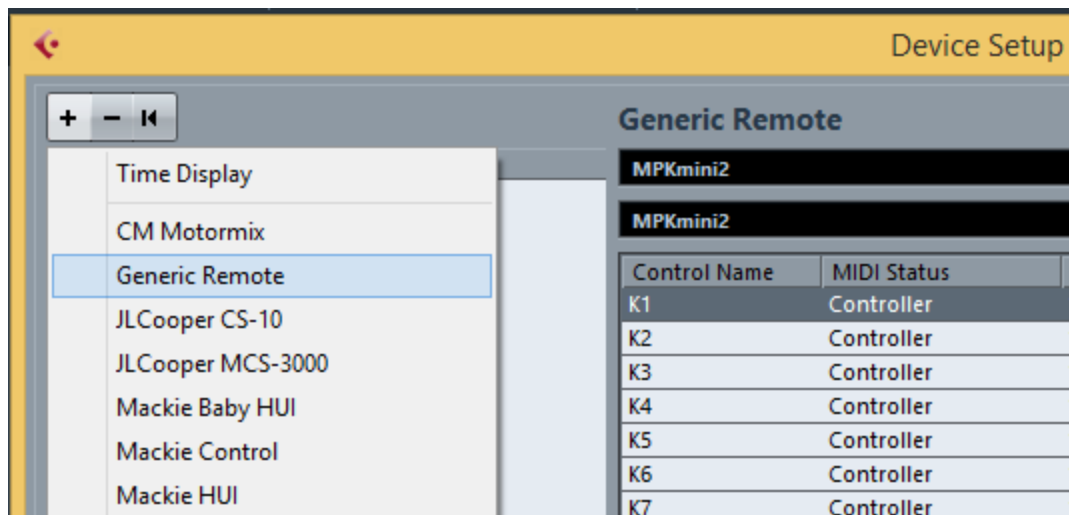 Device Setup
+ - I◀
Time Display
CM Motormix
Generic Remote
JLCooper CS-10
JLCooper MCS-3000
Mackie Baby HUI
Mackie Control
Mackie HUI
Generic Remote
MPKmini2
MPKmini2
Control Name MIDI Status
K1 Controller
K2 Controller
K3 Controller
K4 Controller
K5 Controller
K6 Controller
K7 Controller